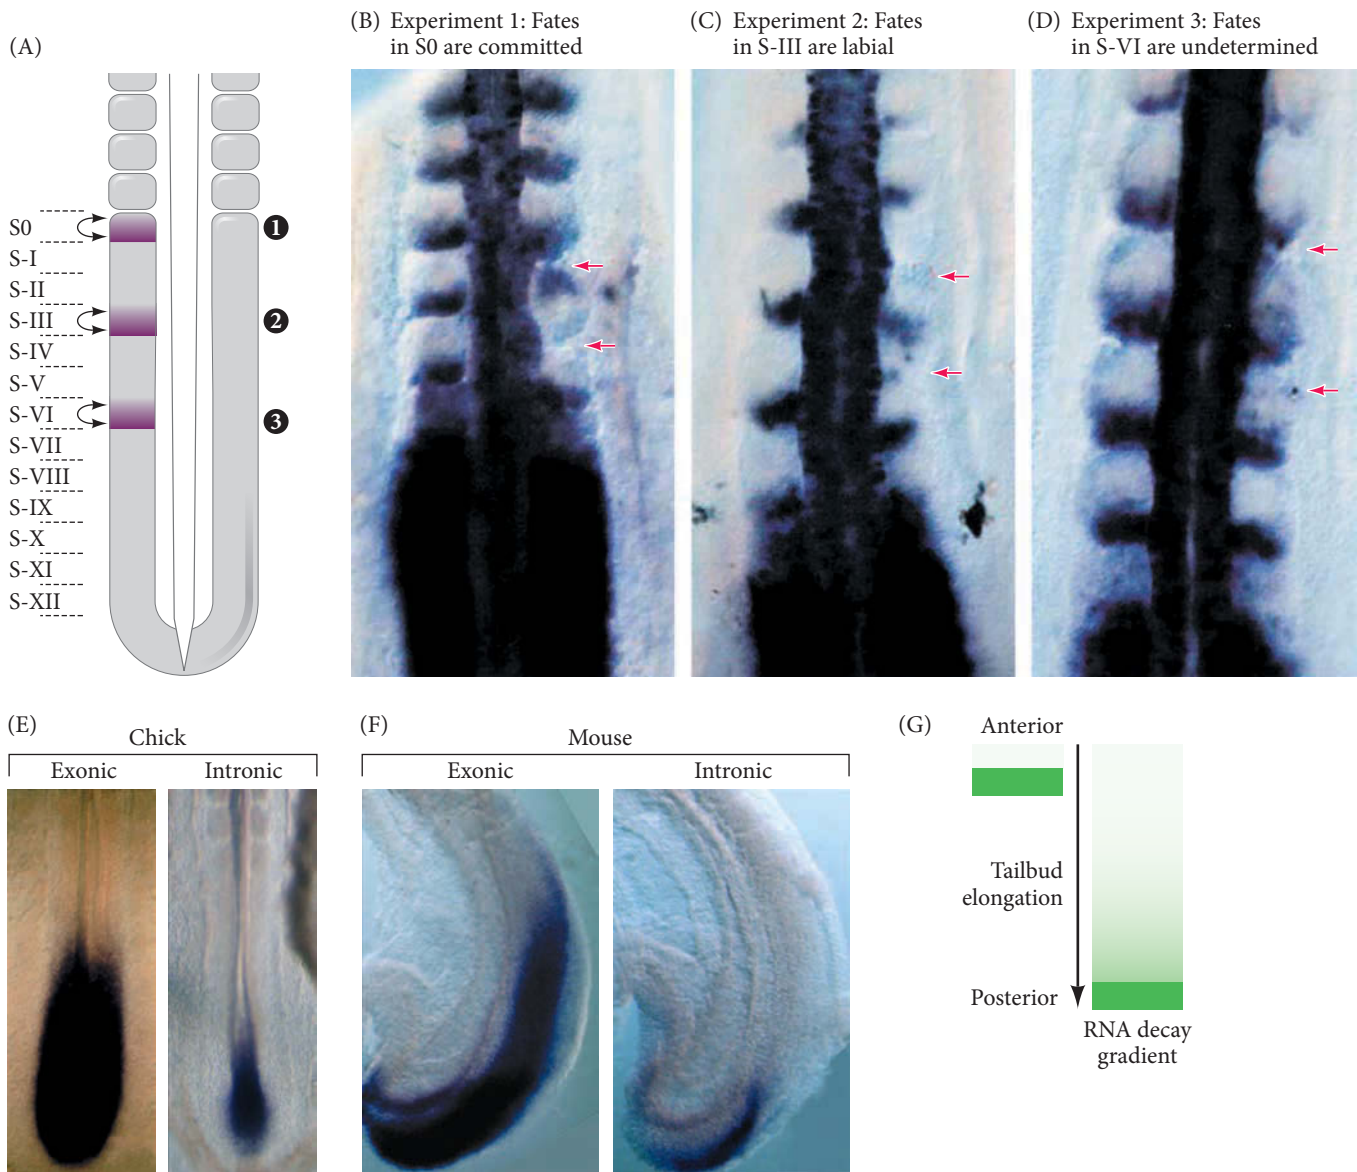 (A)
S0
S-I
S-II
S-III
S-IV
S-V
S-VI
S-VII
S-VIII
S-IX
S-X
S-XI
S-XII
1
2
3
(B) Experiment 1: Fates
in S0 are committed
(C) Experiment 2: Fates
in S-III are labial
(D) Experiment 3: Fates
in S-VI are undetermined
(E)
Chick
Exonic Intronic
(F)
Mouse
Exonic Intronic
(G)
Anterior
Tailbud
elongation
Posterior
RNA decay
gradient